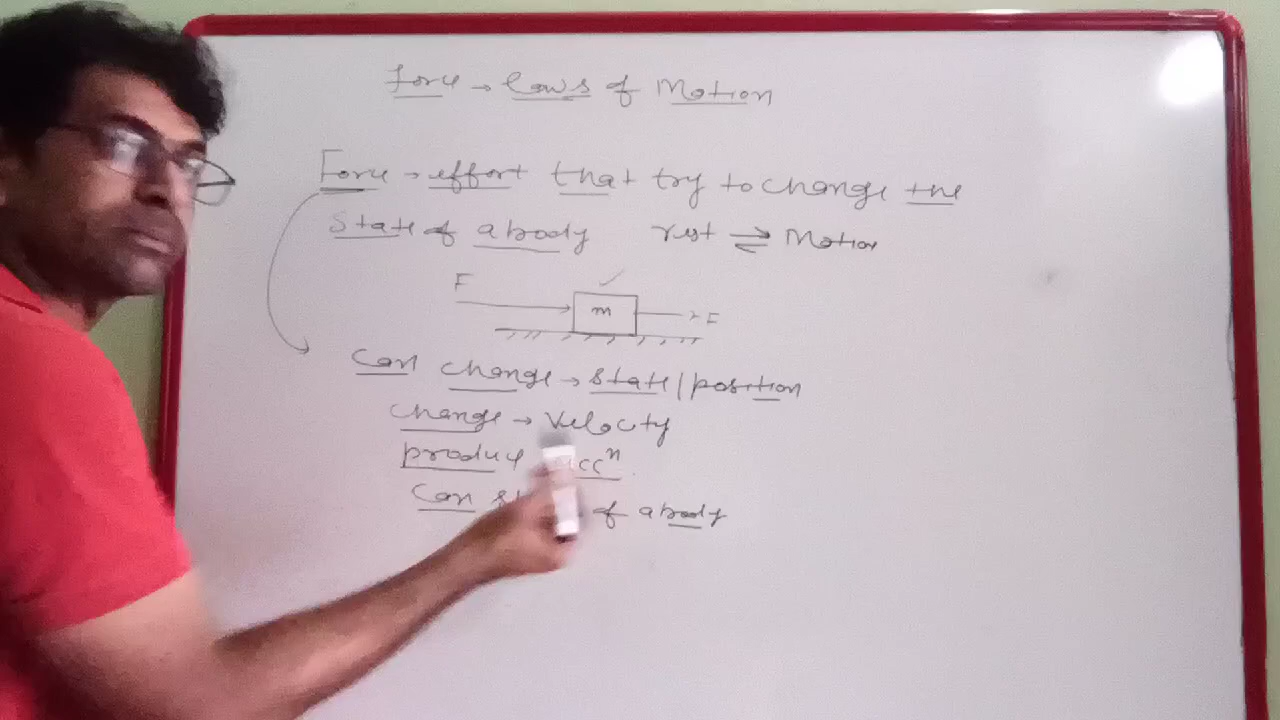 Force → laws of Motion
Force → effort that try to change the
State of a body rest ⇌ Motion
F
m
F
Can change → state/position
change → Velocity
produce accⁿ
Can of a body